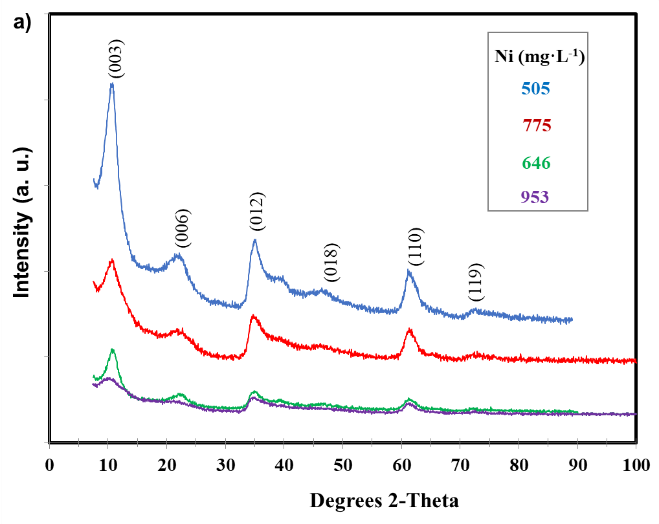 a)
Intensity (a. u.)
(003)
(006)
(012)
(018)
(110)
(119)
Ni (mg·L⁻¹)
505
775
646
953
0 10 20 30 40 50 60 70 80 90 100
Degrees 2-Theta